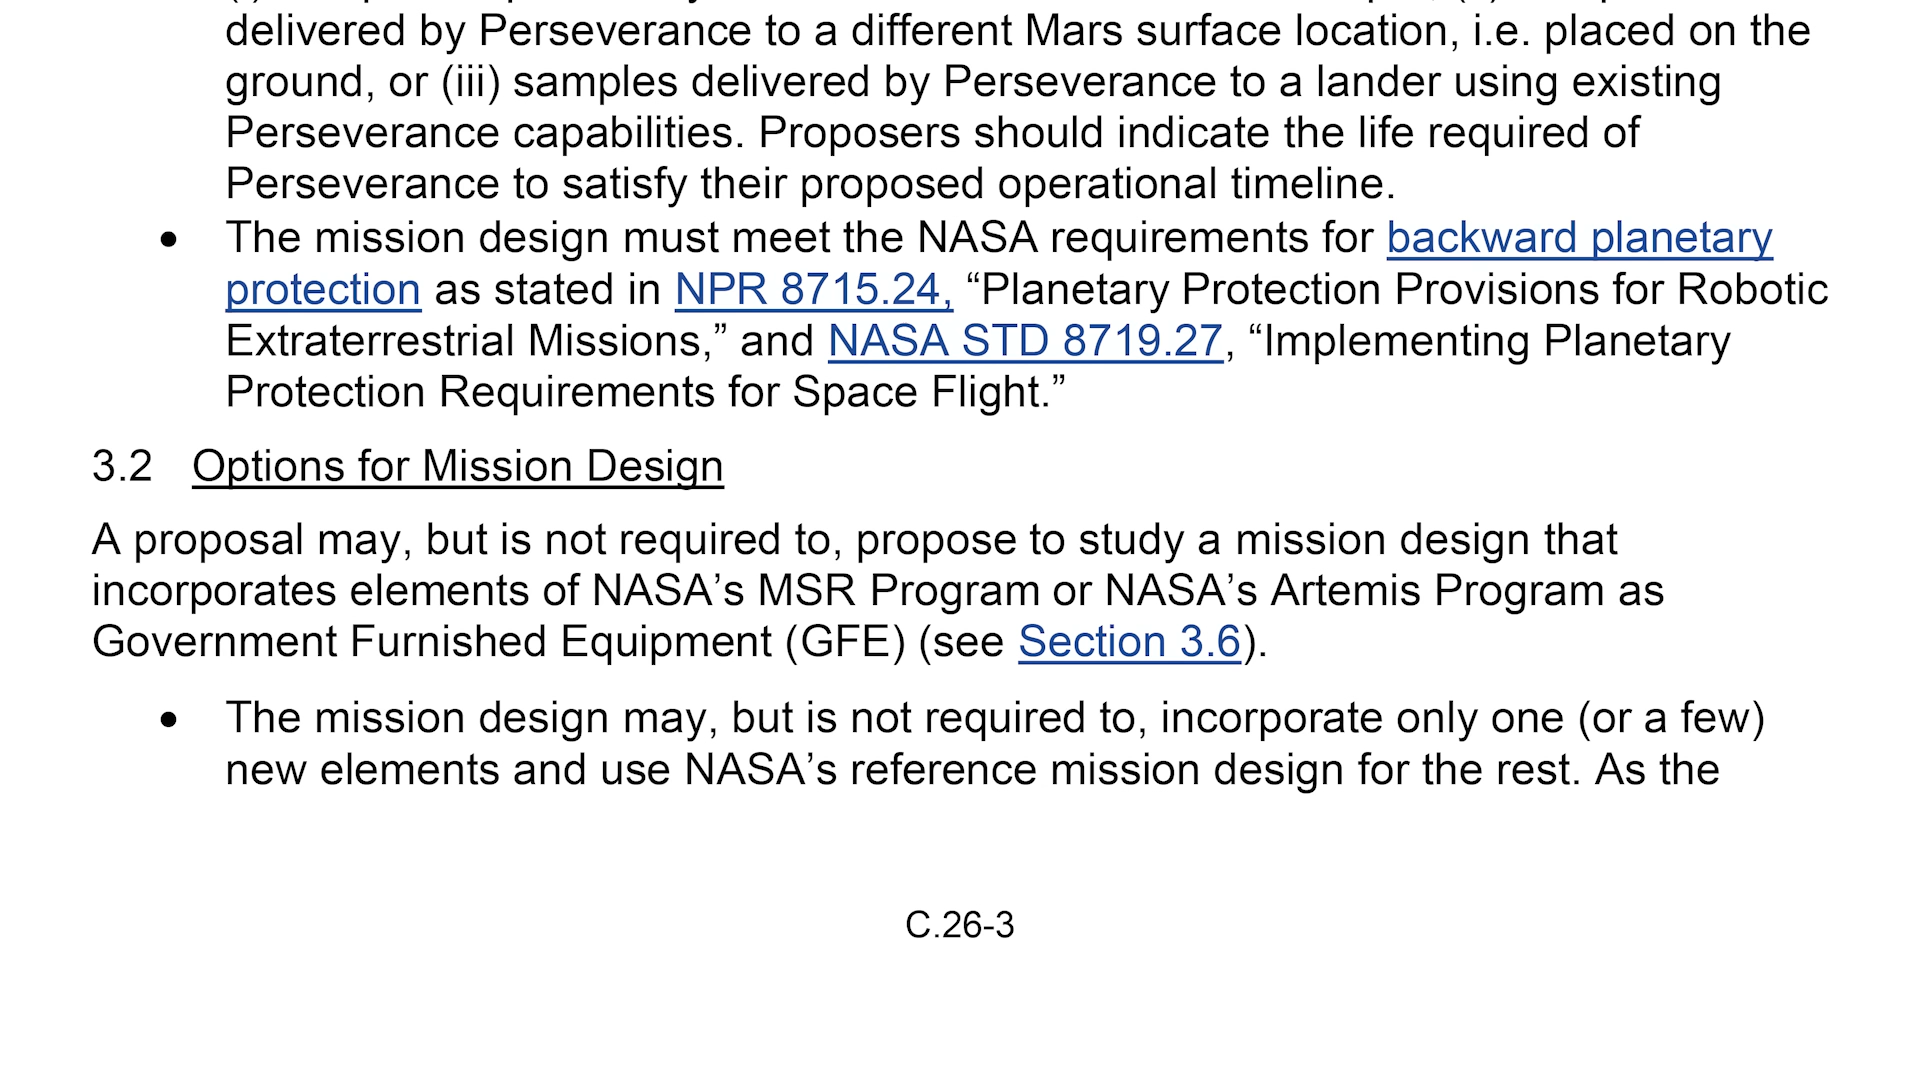 delivered by Perseverance to a different Mars surface location, i.e. placed on the
ground, or (iii) samples delivered by Perseverance to a lander using existing
Perseverance capabilities. Proposers should indicate the life required of
Perseverance to satisfy their proposed operational timeline.
• The mission design must meet the NASA requirements for backward planetary
protection as stated in NPR 8715.24, “Planetary Protection Provisions for Robotic
Extraterrestrial Missions,” and NASA STD 8719.27, “Implementing Planetary
Protection Requirements for Space Flight.”
3.2 Options for Mission Design
A proposal may, but is not required to, propose to study a mission design that
incorporates elements of NASA’s MSR Program or NASA’s Artemis Program as
Government Furnished Equipment (GFE) (see Section 3.6).
• The mission design may, but is not required to, incorporate only one (or a few)
new elements and use NASA’s reference mission design for the rest. As the
C.26-3